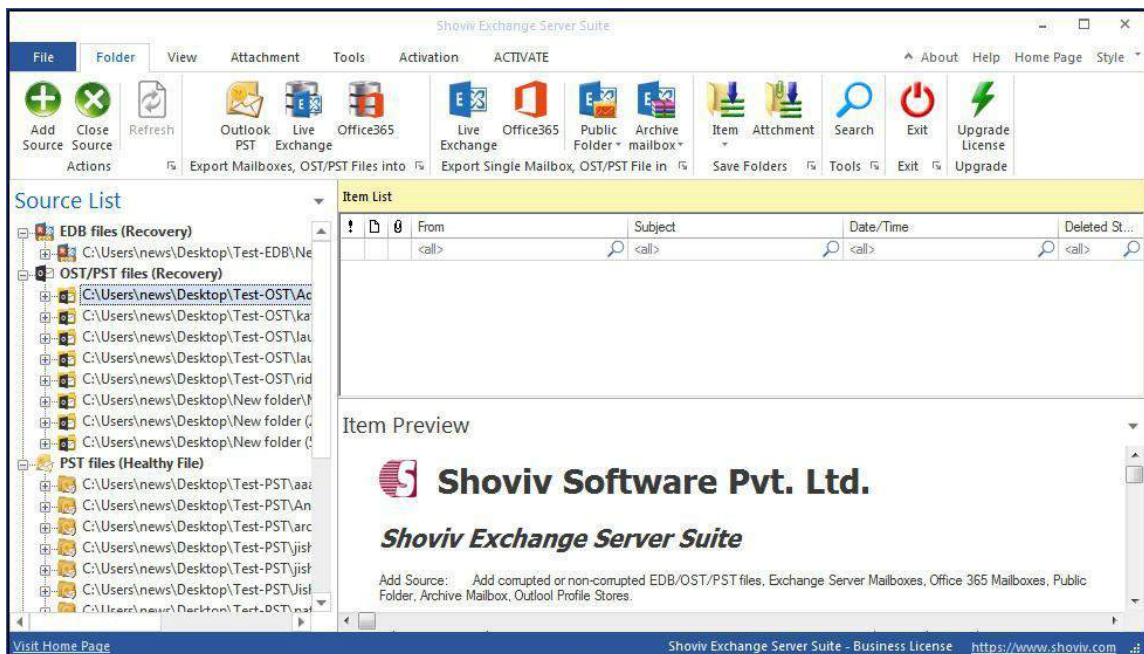 Shoviv Exchange Server Suite
File Folder View Attachment Tools Activation ACTIVATE About Help Home Page Style
Add Source Close Source Refresh Outlook PST Live Exchange Office365 Live Exchange Office365 Public Folder Archive mailbox Item Attchment Search Exit Upgrade License
Actions Export Mailboxes, OST/PST Files into Export Single Mailbox, OST/PST File in Save Folders Tools Exit Upgrade
Source List
EDB files (Recovery)
C:\Users\news\Desktop\Test-EDB\Ne
OST/PST files (Recovery)
C:\Users\news\Desktop\Test-OST\Ac
C:\Users\news\Desktop\Test-OST\ka
C:\Users\news\Desktop\Test-OST\lau
C:\Users\news\Desktop\Test-OST\lau
C:\Users\news\Desktop\Test-OST\rid
C:\Users\news\Desktop\New folder\
C:\Users\news\Desktop\New folder (2
C:\Users\news\Desktop\New folder (5
PST files (Healthy File)
C:\Users\news\Desktop\Test-PST\aaa
C:\Users\news\Desktop\Test-PST\An
C:\Users\news\Desktop\Test-PST\arc
C:\Users\news\Desktop\Test-PST\jish
C:\Users\news\Desktop\Test-PST\jish
C:\Users\news\Desktop\Test-PST\Jish
C:\Users\news\Desktop\Test-PST\nat
Item List
! From Subject Date/Time Deleted St...
<all> <all> <all> <all>
Item Preview
Shoviv Software Pvt. Ltd.
Shoviv Exchange Server Suite
Add Source: Add corrupted or non-corrupted EDB/OST/PST files, Exchange Server Mailboxes, Office 365 Mailboxes, Public
Folder, Archive Mailbox, Outlool Profile Stores.
Visit Home Page Shoviv Exchange Server Suite - Business License https://www.shoviv.com